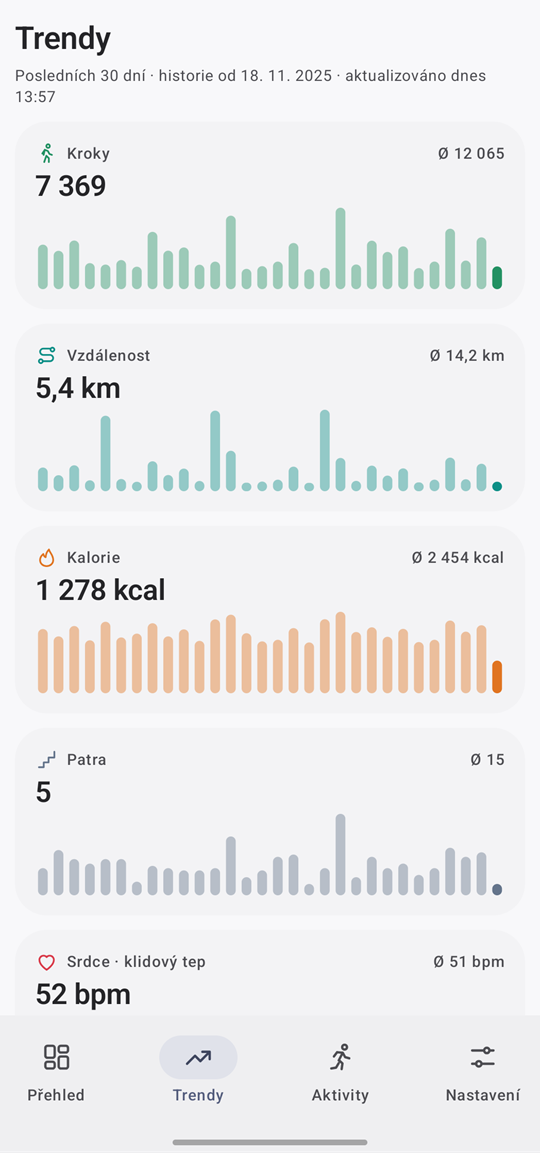 Trendy
Posledních 30 dní · historie od 18. 11. 2025 · aktualizováno dnes
13:57
Kroky
Ø 12 065
7 369
Vzdálenost
Ø 14,2 km
5,4 km
Kalorie
Ø 2 454 kcal
1 278 kcal
Patra
Ø 15
5
Srdce · klidový tep
Ø 51 bpm
52 bpm
Přehled
Trendy
Aktivity
Nastavení